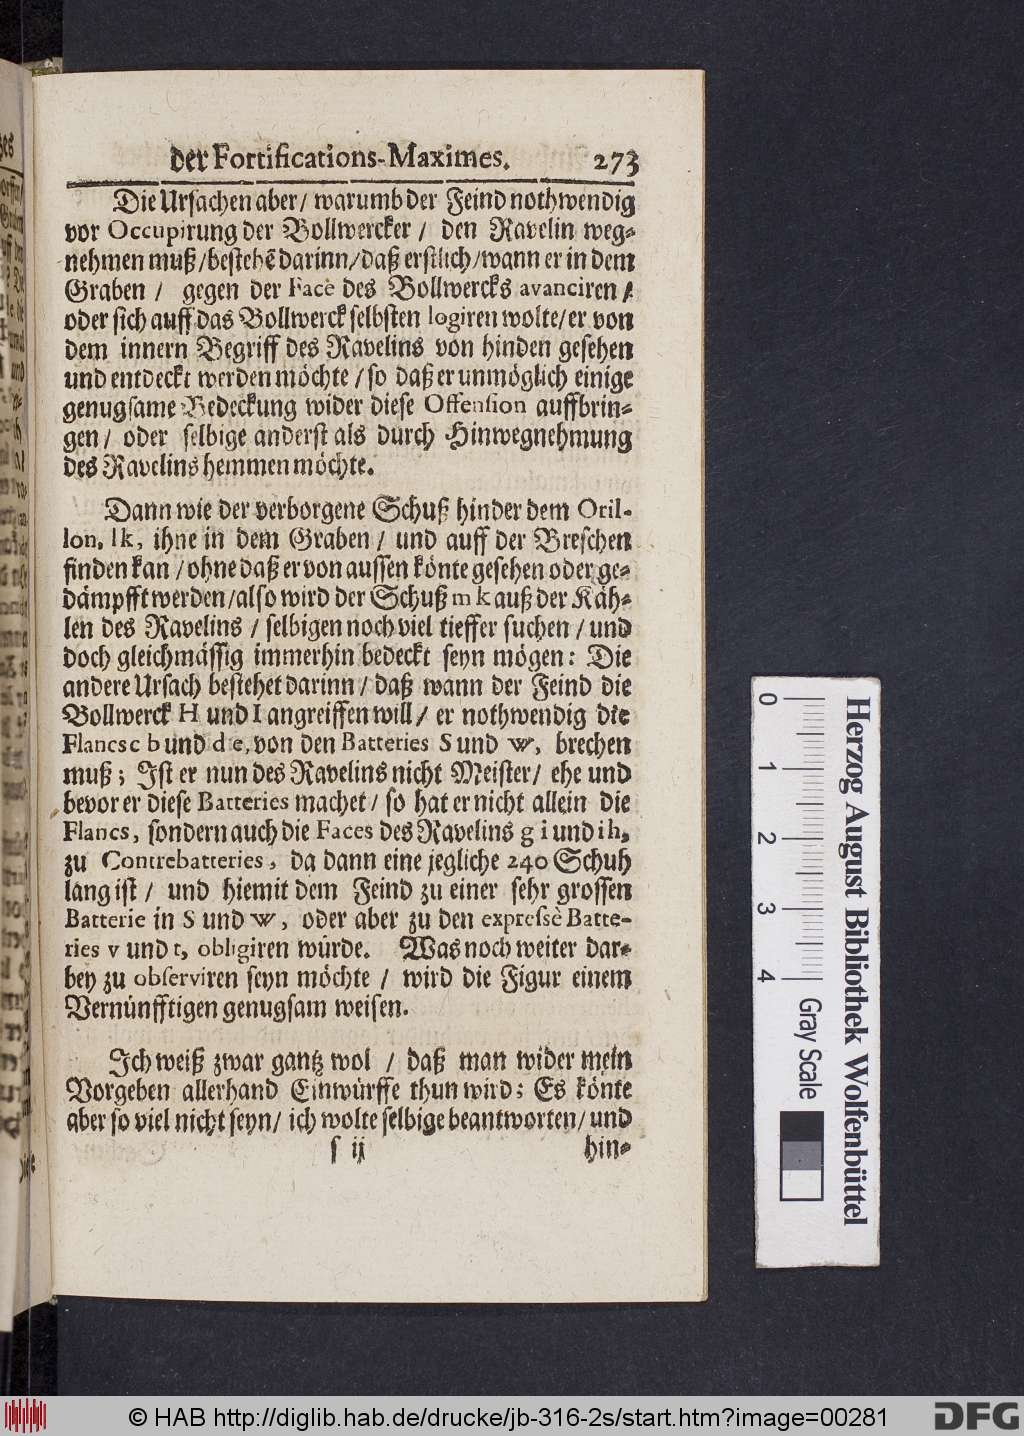 der Fortifications-Maximes. 273
Die Ursachen aber / warumb der Feind nothwendig
vor Occupirung der Bollwercker / den Ravelin weg-
nehmen muß / bestehẽ darinn / daß erstlich / wann er in dem
Graben / gegen der Facè des Bollwercks avanciren /
oder sich auff das Bollwerck selbsten logiren wolte / er von
dem innern Begriff des Ravelins von hinden gesehen
und entdeckt werden möchte / so daß er unmöglich einige
genugsame Bedeckung wider diese Offension auffbrin-
gen / oder selbige anderst als durch Hinwegnehmung
des Ravelins hemmen möchte.
Dann wie der verborgene Schuß hinder dem Oril-
lon, l k, ihne in dem Graben / und auff der Breschen
finden kan / ohne daß er von aussen könte gesehen oder ge-
dämpfft werden / also wird der Schuß m k auß der Käh-
len des Ravelins / selbigen noch viel tieffer suchen / und
doch gleichmässig immerhin bedeckt seyn mögen: Die
andere Ursach bestehet darinn / daß wann der Feind die
Bollwerck H und I angreiffen will / er nothwendig die
Flancs c b und d e, von den Batteries S und w, brechen
muß; Ist er nun des Ravelins nicht Meister / ehe und
bevor er diese Batteries machet / so hat er nicht allein die
Flancs, sondern auch die Faces des Ravelins g i und i h,
zu Contrebatteries, da dann eine jegliche 240 Schuh
lang ist / und hiemit dem Feind zu einer sehr grossen
Batterie in S und w, oder aber zu den expressè Batte-
ries v und t, obligiren würde. Was noch weiter dar-
bey zu observiren seyn möchte / wird die Figur einem
Vernünfftigen genugsam weisen.
Ich weiß zwar gantz wol / daß man wider mein
Vorgeben allerhand Einwürffe thun wird; Es könte
aber so viel nicht seyn / ich wolte selbige beantworten / und
s ij hin-
0 1 2 3 4
Gray Scale
Herzog August Bibliothek Wolfenbüttel
© HAB http://diglib.hab.de/drucke/jb-316-2s/start.htm?image=00281
DFG